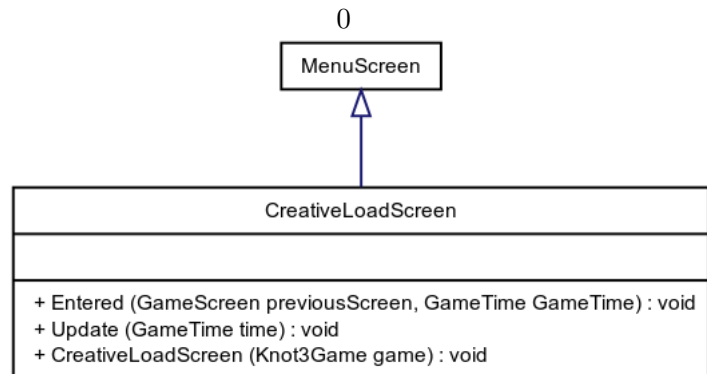 0
MenuScreen
CreativeLoadScreen
+ Entered (GameScreen previousScreen, GameTime GameTime) : void
+ Update (GameTime time) : void
+ CreativeLoadScreen (Knot3Game game) : void